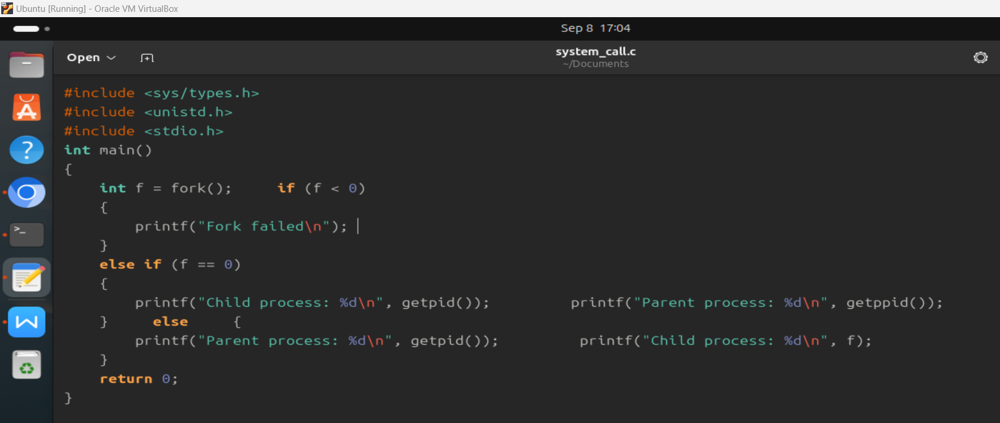 Ubuntu [Running] - Oracle VM VirtualBox
Sep 8 17:04
Open
system_call.c
~/Documents
#include <sys/types.h>
#include <unistd.h>
#include <stdio.h>
int main()
{
    int f = fork();     if (f < 0)
    {
        printf("Fork failed\n");
    }
    else if (f == 0)
    {
        printf("Child process: %d\n", getpid());         printf("Parent process: %d\n", getppid());
    }     else     {
        printf("Parent process: %d\n", getpid());         printf("Child process: %d\n", f);
    }
    return 0;
}